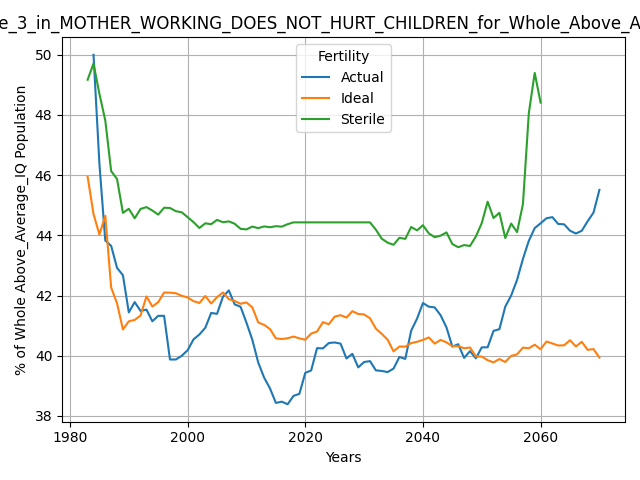 e_3_in_MOTHER_WORKING_DOES_NOT_HURT_CHILDREN_for_Whole_Above_A
Fertility
Actual
Ideal
Sterile
% of Whole Above_Average_IQ Population
50
48
46
44
42
40
38
1980
2000
2020
2040
2060
Years